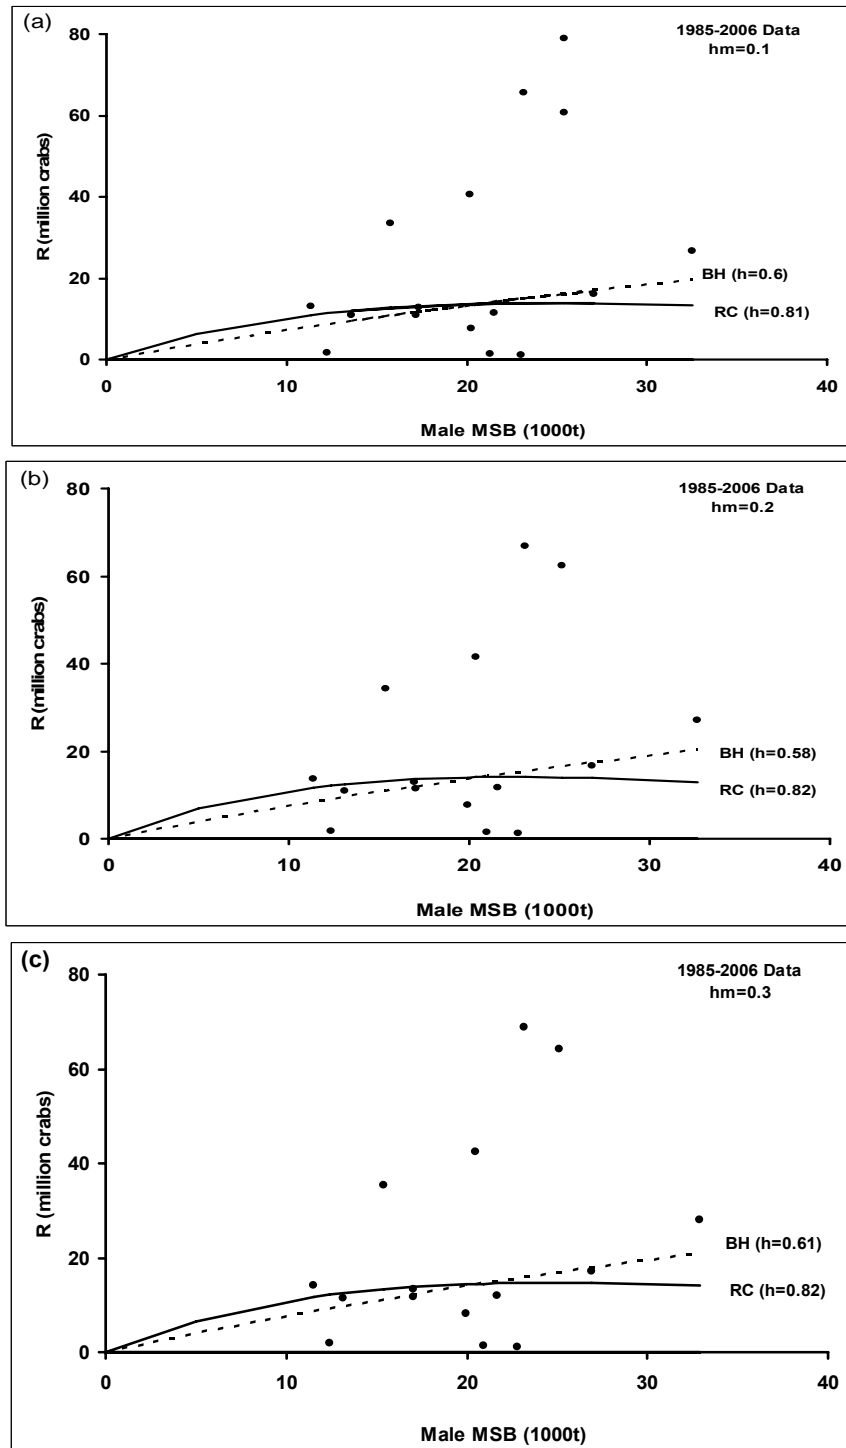 (a)
1985-2006 Data
hm=0.1
80
60
40
20
0
R (million crabs)
BH (h=0.6)
RC (h=0.81)
0 10 20 30 40
Male MSB (1000t)
(b)
1985-2006 Data
hm=0.2
80
60
40
20
0
R (million crabs)
BH (h=0.58)
RC (h=0.82)
0 10 20 30 40
Male MSB (1000t)
(c)
1985-2006 Data
hm=0.3
80
60
40
20
0
R (million crabs)
BH (h=0.61)
RC (h=0.82)
0 10 20 30 40
Male MSB (1000t)